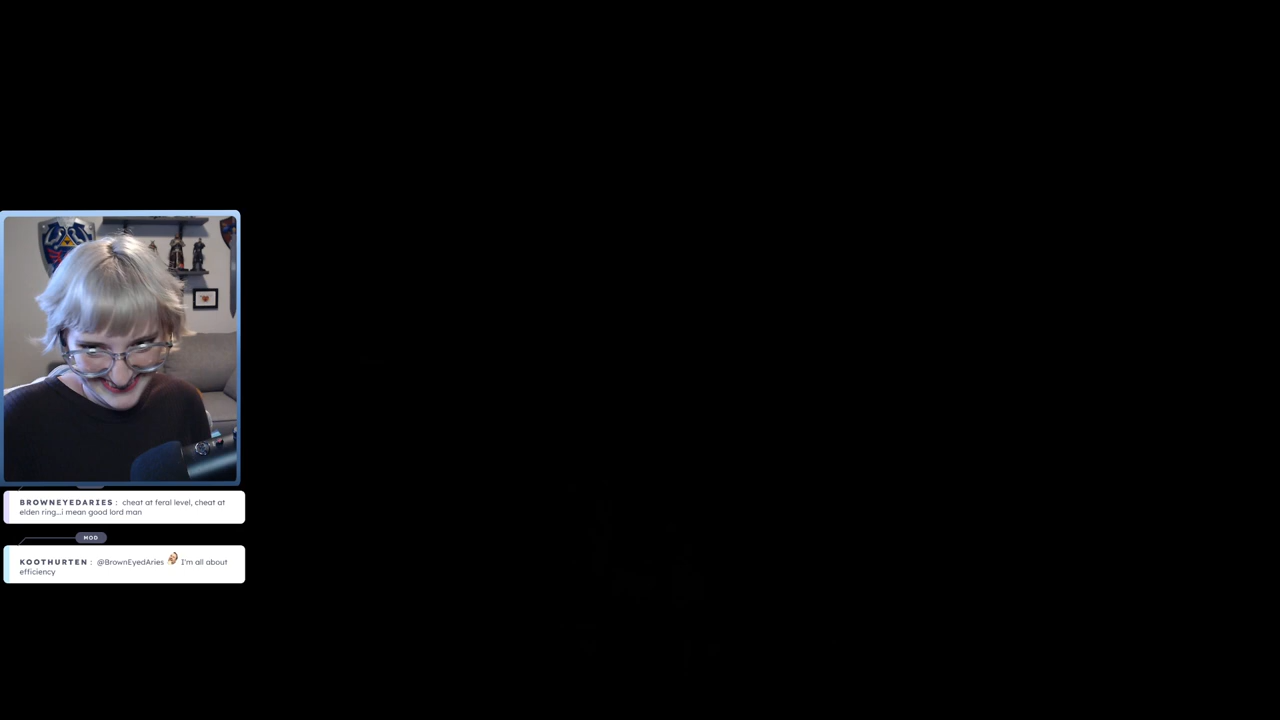 BROWNEYEDARIES : cheat at feral level, cheat at
elden ring...i mean good lord man
MOD
KOOTHURTEN : @BrownEyedAries I'm all about
efficiency